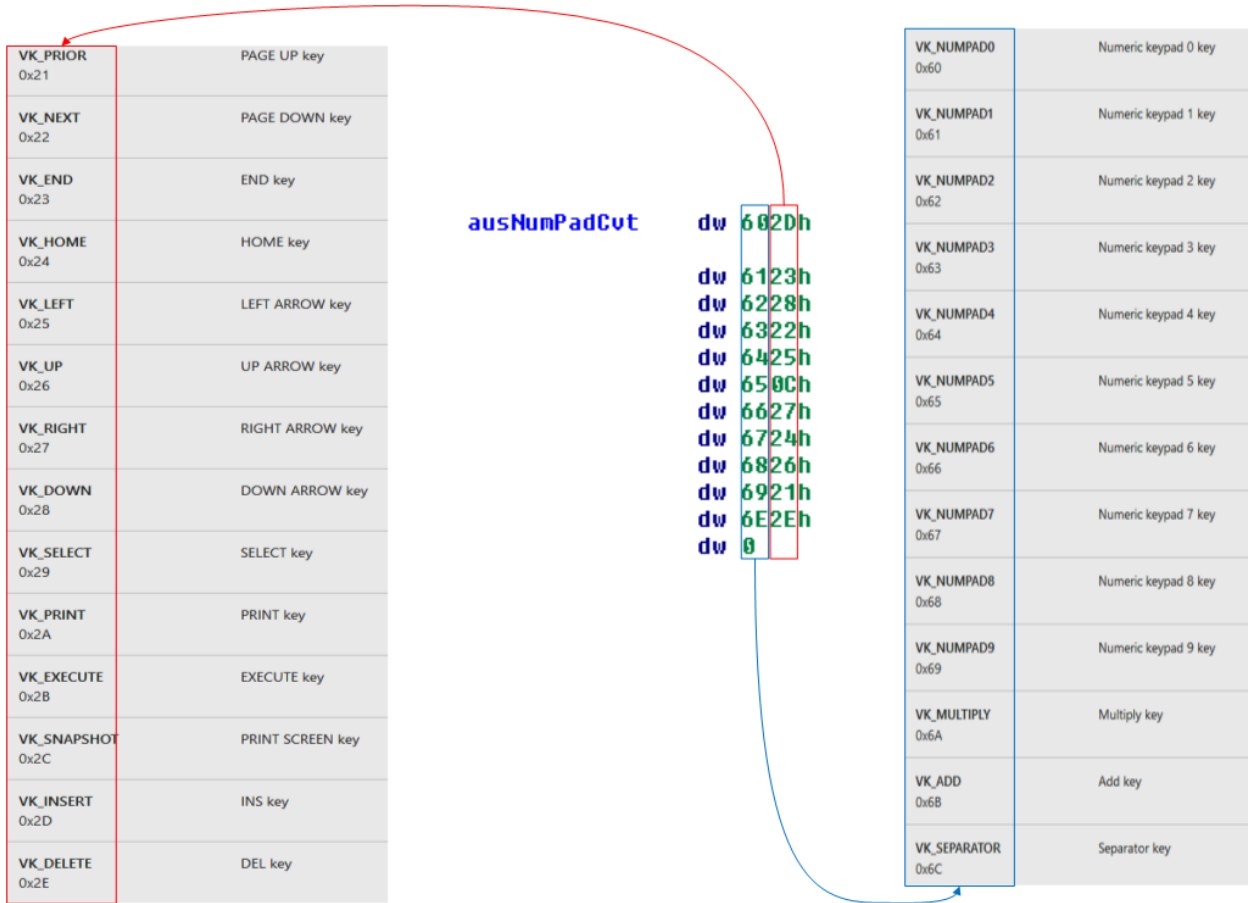 VK_PRIOR PAGE UP key
0x21
VK_NEXT PAGE DOWN key
0x22
VK_END END key
0x23
VK_HOME HOME key
0x24
VK_LEFT LEFT ARROW key
0x25
VK_UP UP ARROW key
0x26
VK_RIGHT RIGHT ARROW key
0x27
VK_DOWN DOWN ARROW key
0x28
VK_SELECT SELECT key
0x29
VK_PRINT PRINT key
0x2A
VK_EXECUTE EXECUTE key
0x2B
VK_SNAPSHOT PRINT SCREEN key
0x2C
VK_INSERT INS key
0x2D
VK_DELETE DEL key
0x2E
ausNumPadCvt dw 602Dh
dw 6123h
dw 6228h
dw 6322h
dw 6425h
dw 650Ch
dw 6627h
dw 6724h
dw 6826h
dw 6921h
dw 6E2Eh
dw 0
VK_NUMPAD0 Numeric keypad 0 key
0x60
VK_NUMPAD1 Numeric keypad 1 key
0x61
VK_NUMPAD2 Numeric keypad 2 key
0x62
VK_NUMPAD3 Numeric keypad 3 key
0x63
VK_NUMPAD4 Numeric keypad 4 key
0x64
VK_NUMPAD5 Numeric keypad 5 key
0x65
VK_NUMPAD6 Numeric keypad 6 key
0x66
VK_NUMPAD7 Numeric keypad 7 key
0x67
VK_NUMPAD8 Numeric keypad 8 key
0x68
VK_NUMPAD9 Numeric keypad 9 key
0x69
VK_MULTIPLY Multiply key
0x6A
VK_ADD Add key
0x6B
VK_SEPARATOR Separator key
0x6C